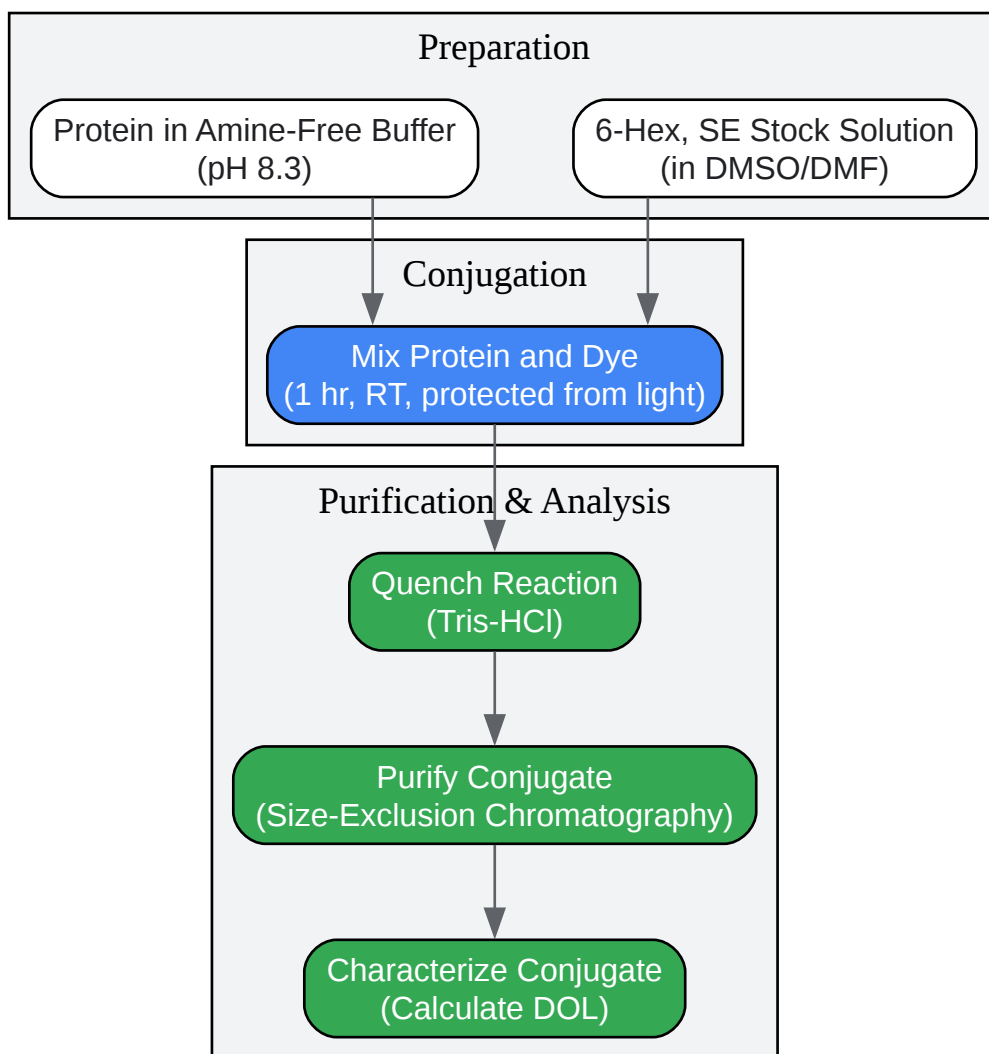 Preparation
Protein in Amine-Free Buffer
(pH 8.3)
6-Hex, SE Stock Solution
(in DMSO/DMF)
Conjugation
Mix Protein and Dye
(1 hr, RT, protected from light)
Purification & Analysis
Quench Reaction
(Tris-HCl)
Purify Conjugate
(Size-Exclusion Chromatography)
Characterize Conjugate
(Calculate DOL)